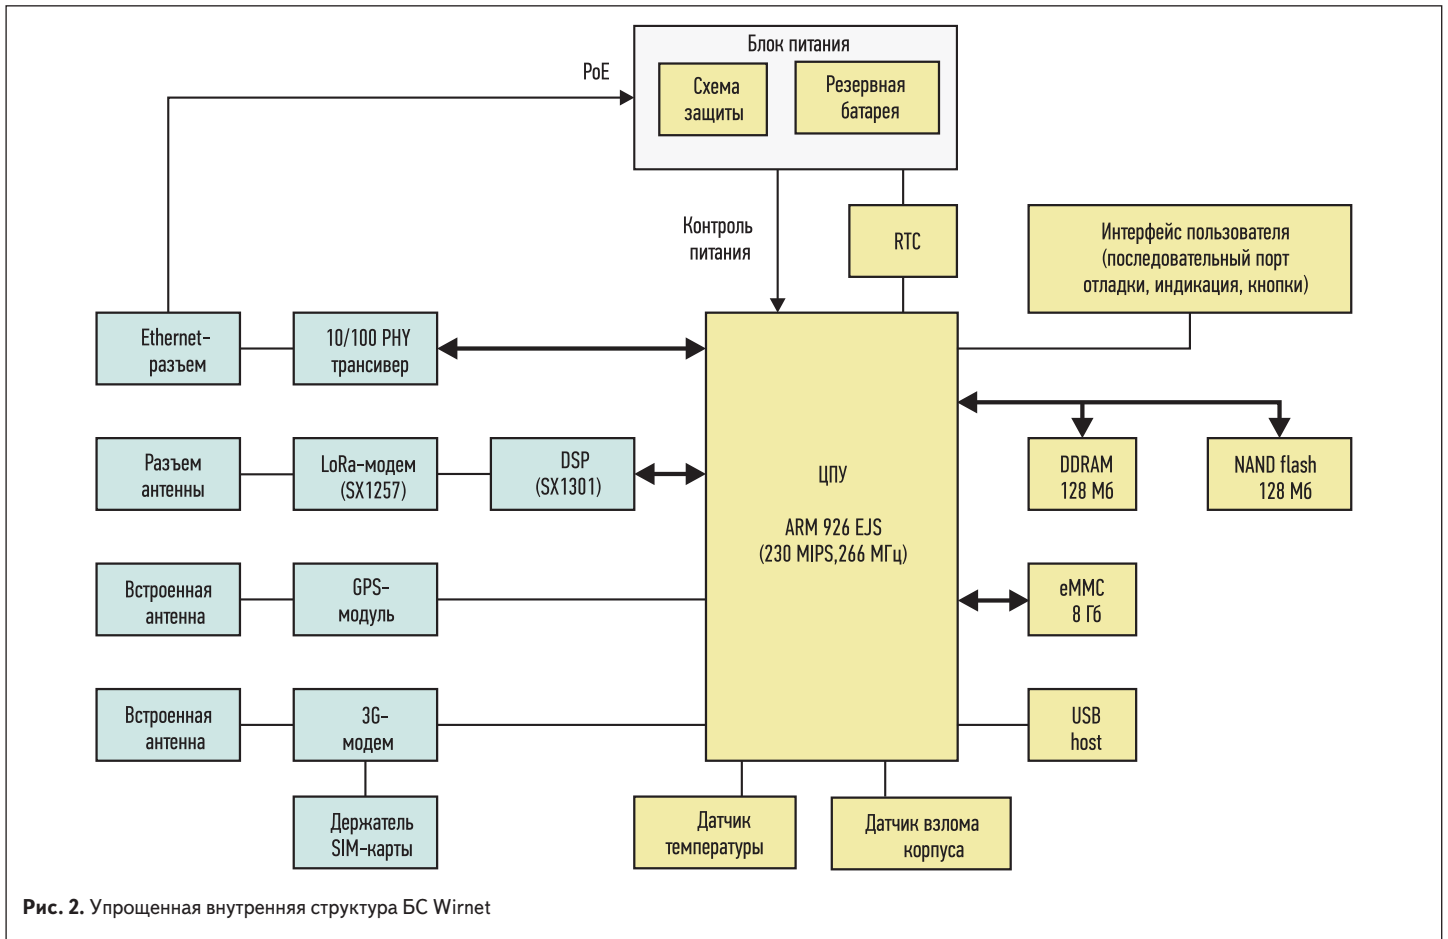 Блок питания
PoE
Схема
защиты
Резервная
батарея
Контроль
питания
RTC
Интерфейс пользователя
(последовательный порт
отладки, индикация, кнопки)
Ethernet-
разъем
10/100 PHY
трансивер
Разъем
антенны
LoRa-модем
(SX1257)
DSP
(SX1301)
ЦПУ
ARM 926 EJS
(230 MIPS,266 МГц)
DDRAM
128 Мб
NAND flash
128 Мб
Встроенная
антенна
GPS-
модуль
eMMC
8 Гб
Встроенная
антенна
3G-
модем
USB
host
Держатель
SIM-карты
Датчик
температуры
Датчик взлома
корпуса
Рис. 2. Упрощенная внутренняя структура БС Wirnet